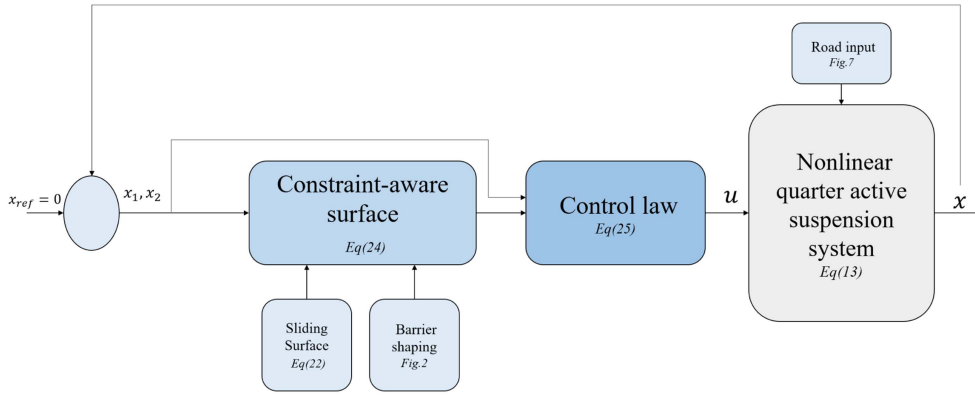 Road input
Fig.7
x_ref = 0
x_1, x_2
Constraint-aware
surface
Eq(24)
Control law
Eq(25)
u
Nonlinear
quarter active
suspension
system
Eq(13)
x
Sliding
Surface
Eq(22)
Barrier
shaping
Fig.2